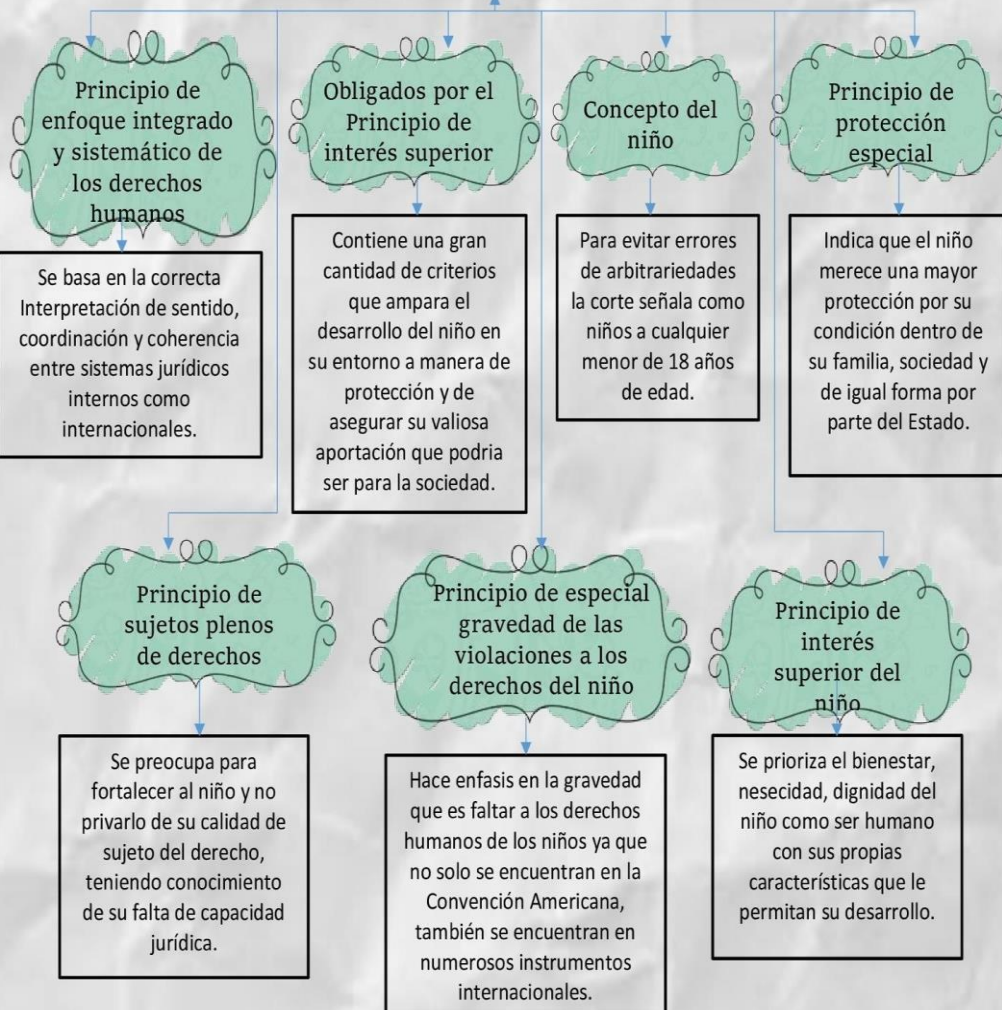 Principio de
enfoque integrado
y sistemático de
los derechos
humanos
Se basa en la correcta
Interpretación de sentido,
coordinación y coherencia
entre sistemas jurídicos
internos como
internacionales.
Obligados por el
Principio de
interés superior
Contiene una gran
cantidad de criterios
que ampara el
desarrollo del niño en
su entorno a manera de
protección y de
asegurar su valiosa
aportación que podria
ser para la sociedad.
Concepto del
niño
Para evitar errores
de arbitrariedades
la corte señala como
niños a cualquier
menor de 18 años
de edad.
Principio de
protección
especial
Indica que el niño
merece una mayor
protección por su
condición dentro de
su familia, sociedad y
de igual forma por
parte del Estado.
Principio de
sujetos plenos
de derechos
Se preocupa para
fortalecer al niño y no
privarlo de su calidad de
sujeto del derecho,
teniendo conocimiento
de su falta de capacidad
jurídica.
Principio de especial
gravedad de las
violaciones a los
derechos del niño
Hace enfasis en la gravedad
que es faltar a los derechos
humanos de los niños ya que
no solo se encuentran en la
Convención Americana,
también se encuentran en
numerosos instrumentos
internacionales.
Principio de
interés
superior del
niño
Se prioriza el bienestar,
nesecidad, dignidad del
niño como ser humano
con sus propias
características que le
permitan su desarrollo.